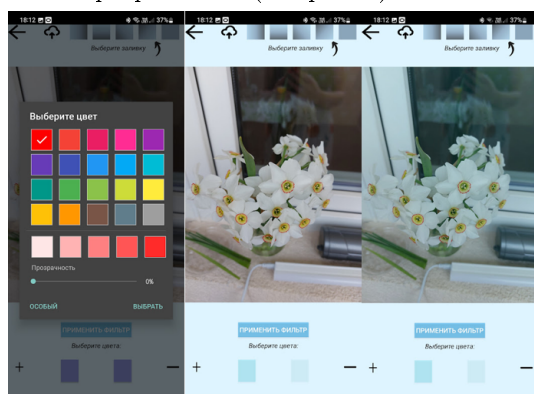 18:12 37%
Выберите заливку
Выберите цвет
Прозрачность
0%
ОСОБЫЙ ВЫБРАТЬ
ПРИМЕНИТЬ ФИЛЬТР
Выберите цвета:
+ −
18:12 37%
Выберите заливку
ПРИМЕНИТЬ ФИЛЬТР
Выберите цвета:
+ −
18:12 37%
Выберите заливку
ПРИМЕНИТЬ ФИЛЬТР
Выберите цвета:
+ −